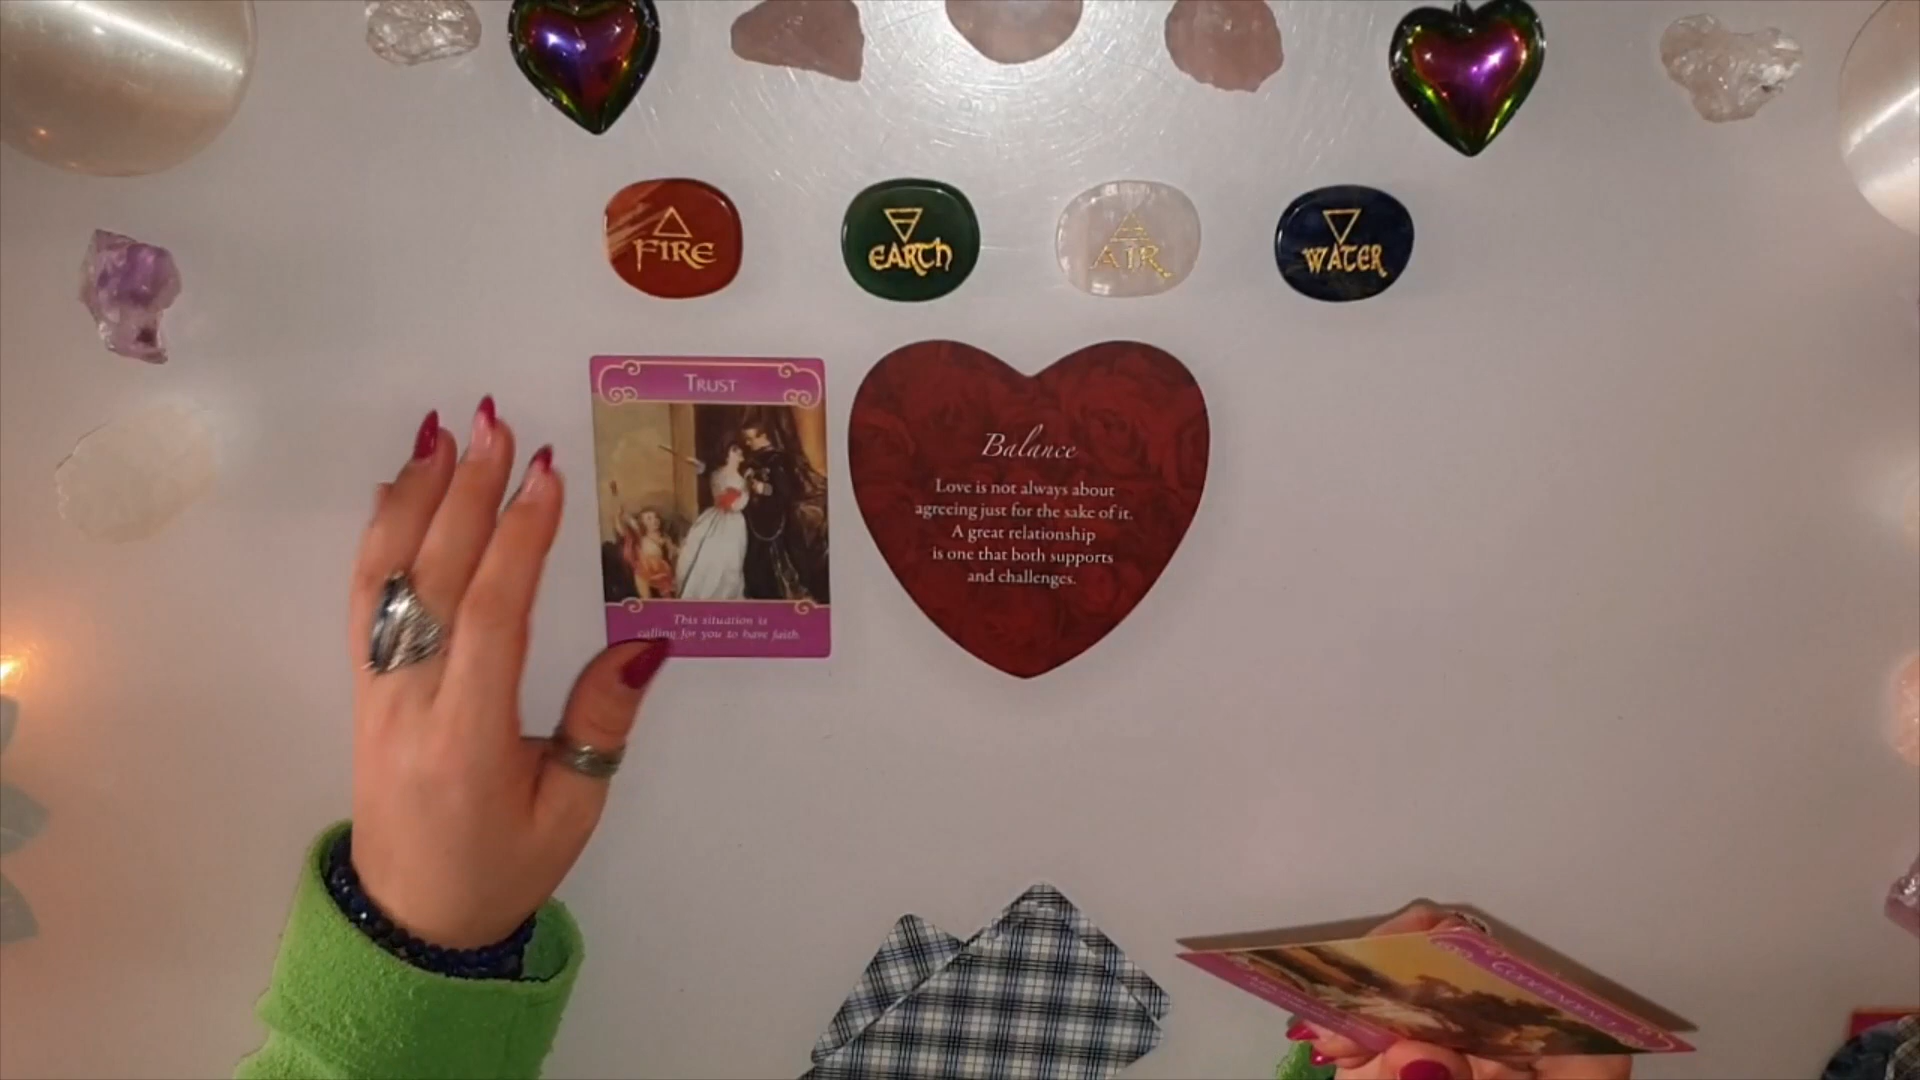 FIRE
EARTH
AIR
WATER
TRUST
This situation is
calling for you to have faith.
Balance
Love is not always about
agreeing just for the sake of it.
A great relationship
is one that both supports
and challenges.
CODEPENDENCY